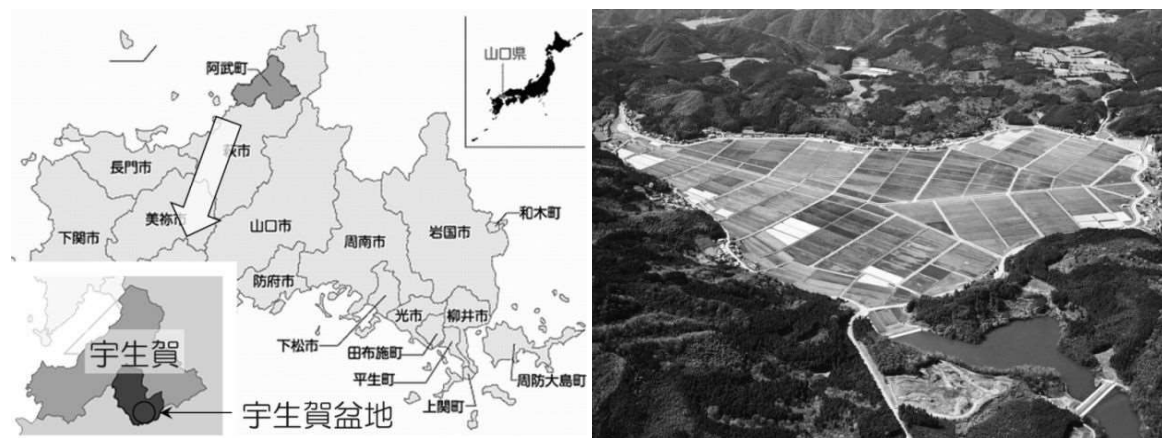 山口県
阿武町
萩市
長門市
美祢市
下関市
山口市
周南市
岩国市
和木町
防府市
下松市
光市
柳井市
田布施町
平生町
上関町
周防大島町
宇生賀
宇生賀盆地